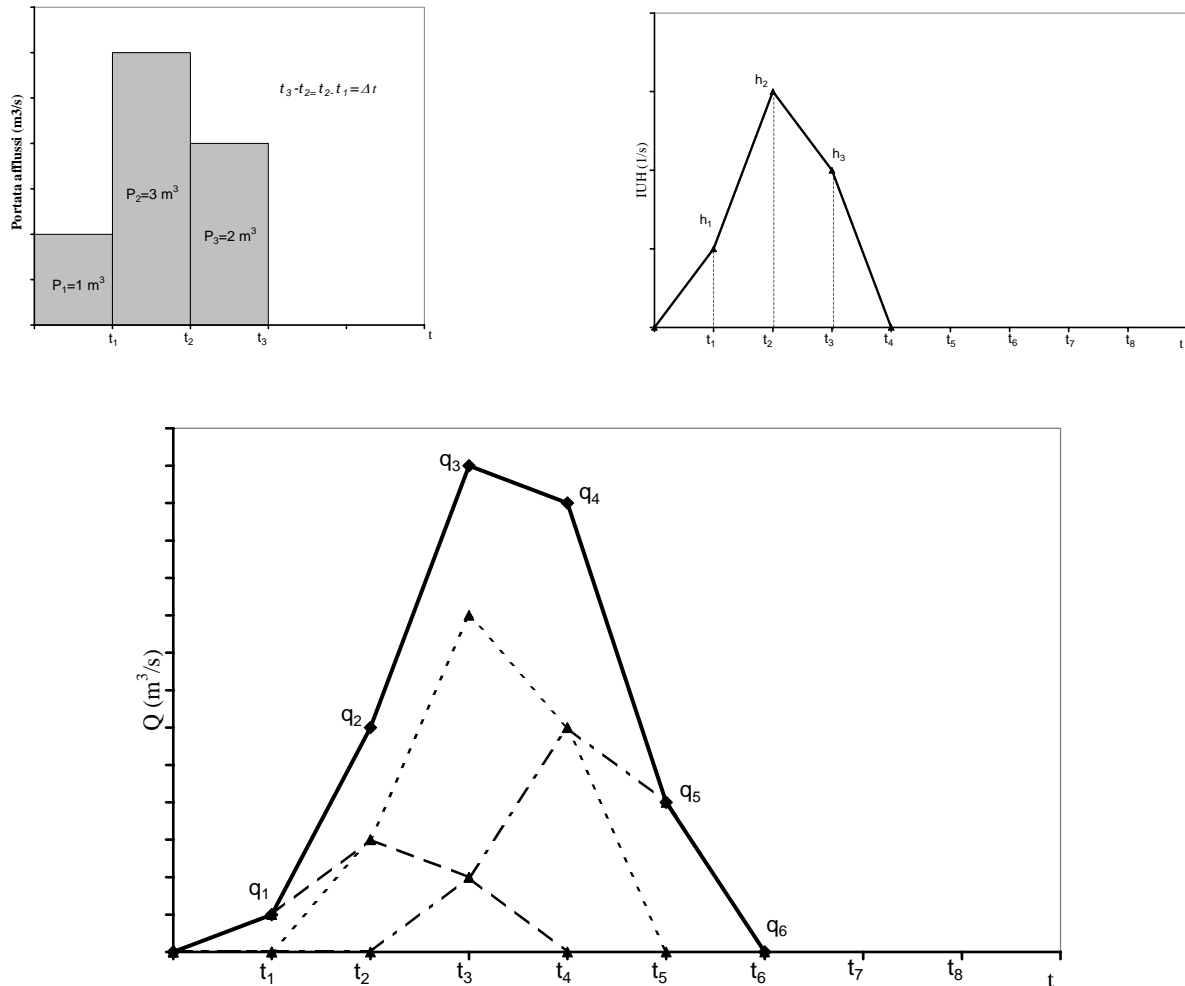 Portata afflussi (m3/s)
t₃-t₂₌t₂-t₁=Δt
P₂=3 m³
P₃=2 m³
P₁=1 m³
t₁ t₂ t₃ t
IUH (1/s)
h₂
h₃
h₁
t₁ t₂ t₃ t₄ t₅ t₆ t₇ t₈ t
Q (m³/s)
q₃
q₄
q₂
q₅
q₁
q₆
t₁ t₂ t₃ t₄ t₅ t₆ t₇ t₈ t